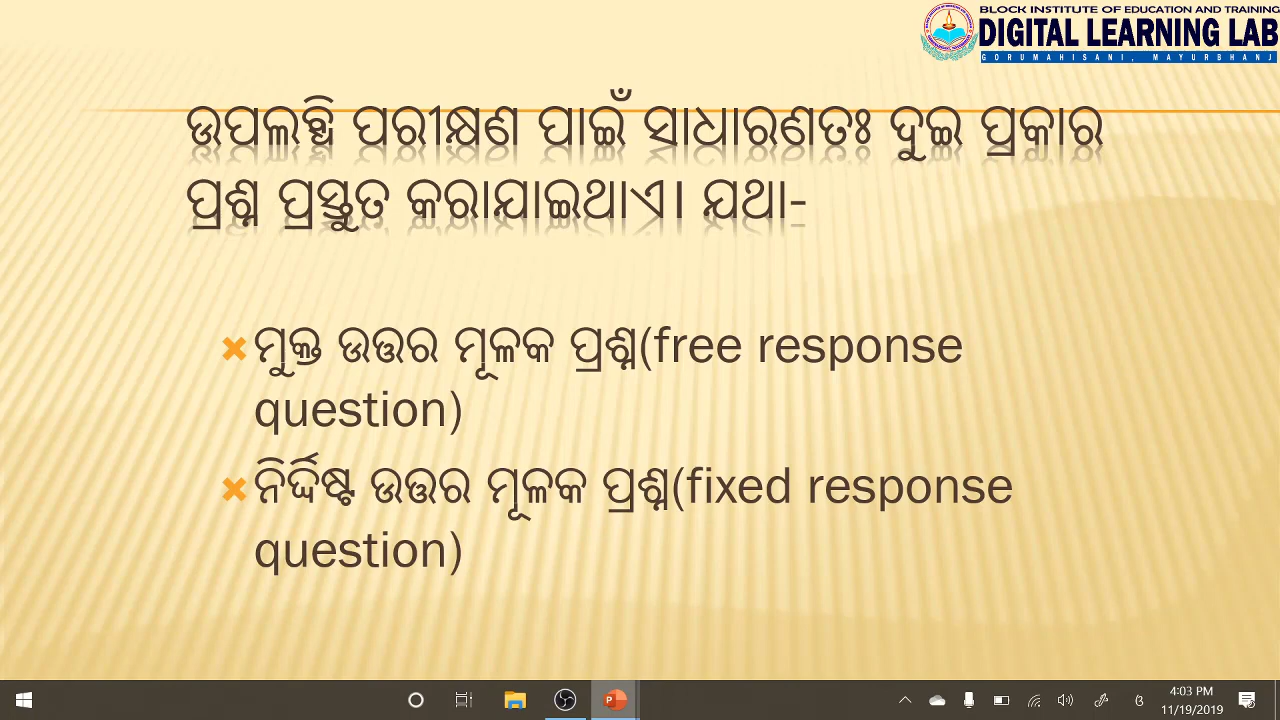 BLOCK INSTITUTE OF EDUCATION AND TRAINING
DIGITAL LEARNING LAB
GORUMAHISANI, MAYURBHANJ
ଉପଲବ୍ଧି ପରୀକ୍ଷଣ ପାଇଁ ସାଧାରଣତଃ ଦୁଇ ପ୍ରକାର
ପ୍ରଶ୍ନ ପ୍ରସ୍ତୁତ କରାଯାଇଥାଏ। ଯଥା-
ମୁକ୍ତ ଉତ୍ତର ମୂଳକ ପ୍ରଶ୍ନ(free response
question)
ନିର୍ଦ୍ଦିଷ୍ଟ ଉତ୍ତର ମୂଳକ ପ୍ରଶ୍ନ(fixed response
question)
4:03 PM
11/19/2019